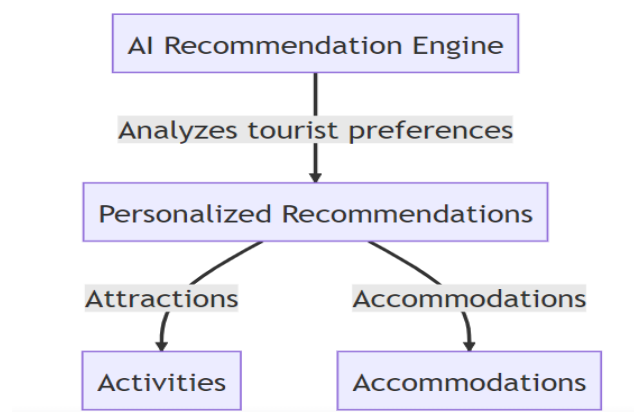 AI Recommendation Engine
Analyzes tourist preferences
Personalized Recommendations
Attractions
Accommodations
Activities
Accommodations